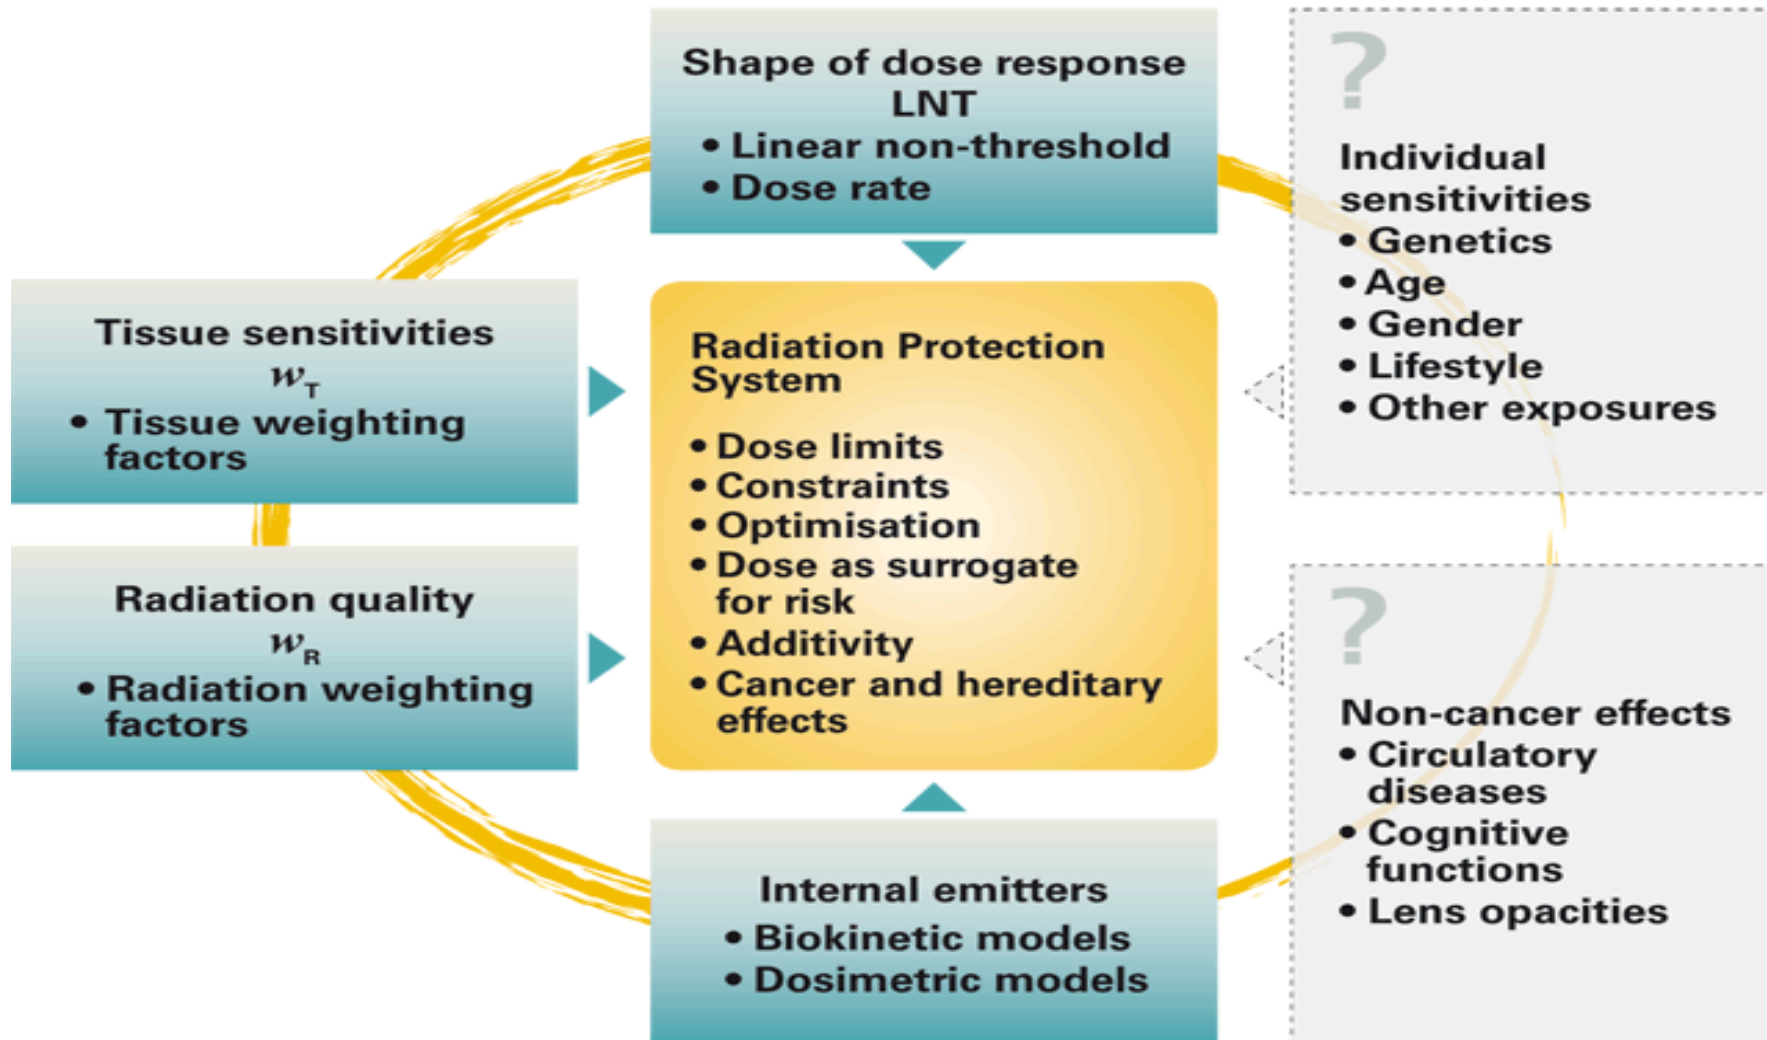 Shape of dose response
LNT
• Linear non-threshold
• Dose rate
Tissue sensitivities
w_T
• Tissue weighting
factors
Radiation quality
w_R
• Radiation weighting
factors
Radiation Protection
System
• Dose limits
• Constraints
• Optimisation
• Dose as surrogate
for risk
• Additivity
• Cancer and hereditary
effects
Internal emitters
• Biokinetic models
• Dosimetric models
?
Individual
sensitivities
• Genetics
• Age
• Gender
• Lifestyle
• Other exposures
?
Non-cancer effects
• Circulatory
diseases
• Cognitive
functions
• Lens opacities